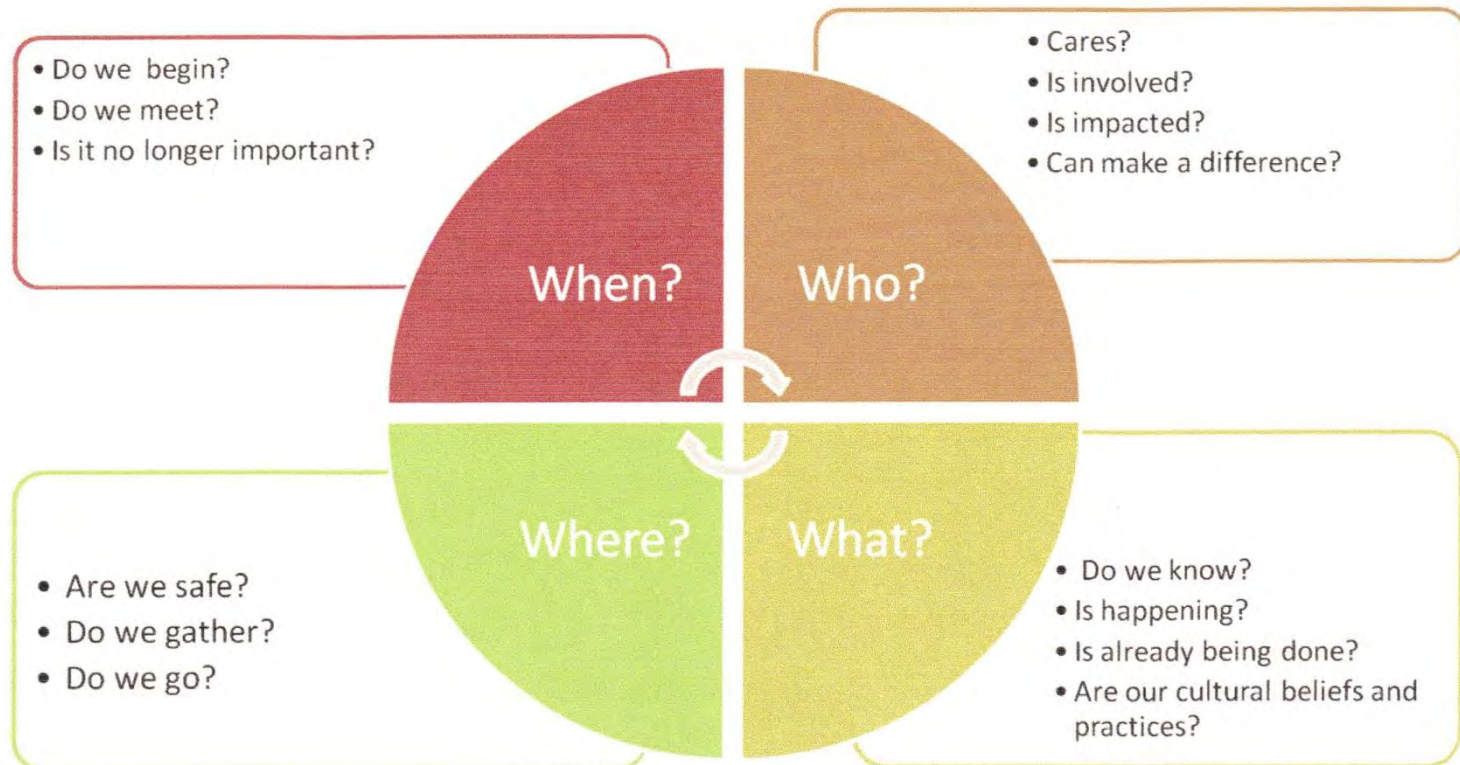 • Do we begin?
• Do we meet?
• Is it no longer important?
• Cares?
• Is involved?
• Is impacted?
• Can make a difference?
When?
Who?
Where?
What?
• Are we safe?
• Do we gather?
• Do we go?
• Do we know?
• Is happening?
• Is already being done?
• Are our cultural beliefs and
practices?